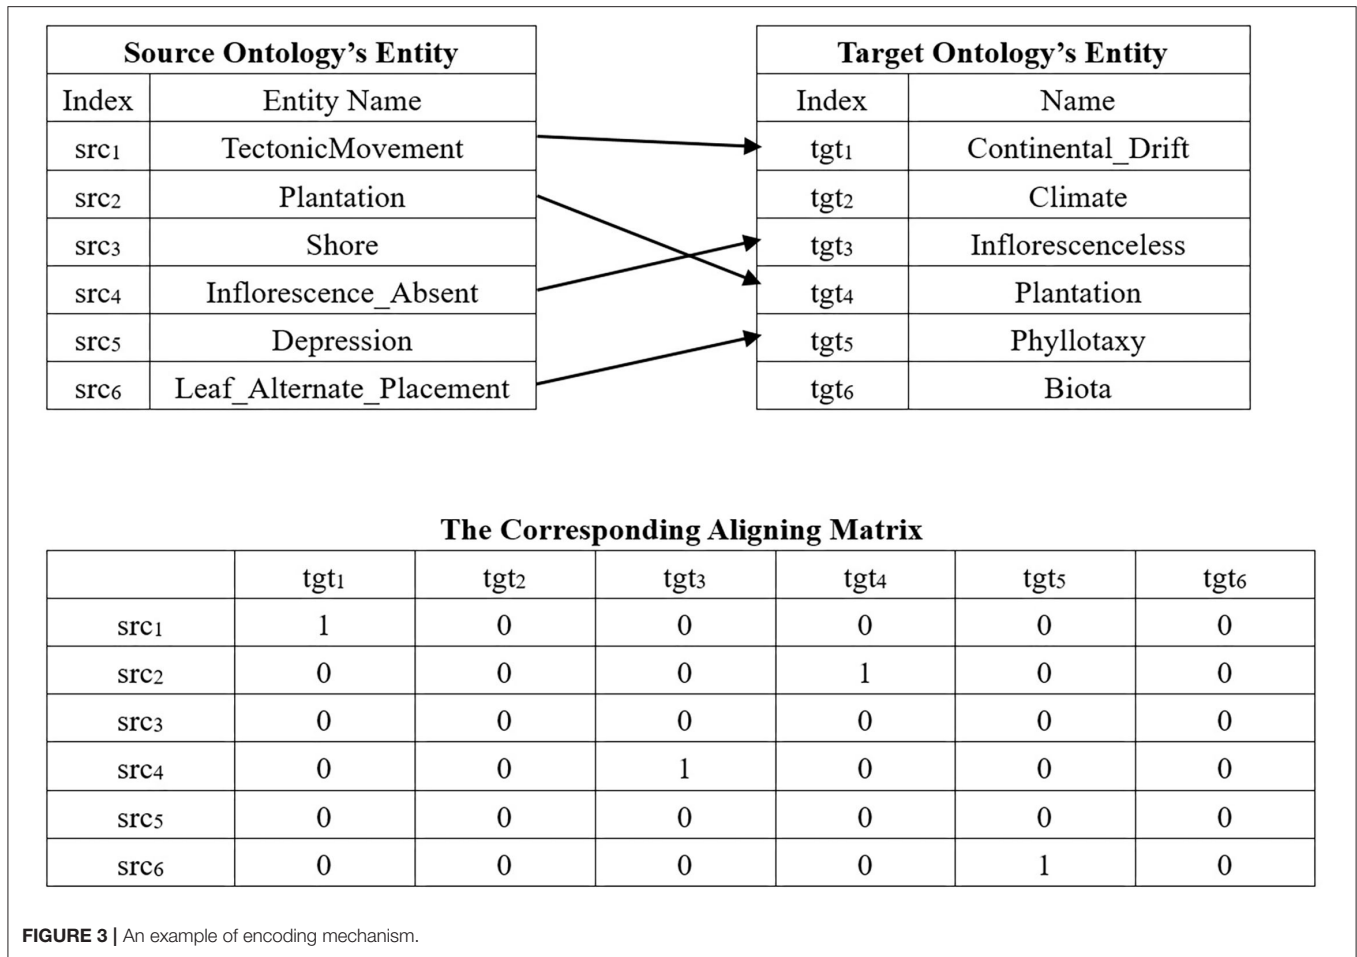 Source Ontology’s Entity
Index Entity Name
src1 TectonicMovement
src2 Plantation
src3 Shore
src4 Inflorescence_Absent
src5 Depression
src6 Leaf_Alternate_Placement
Target Ontology’s Entity
Index Name
tgt1 Continental_Drift
tgt2 Climate
tgt3 Inflorescenceless
tgt4 Plantation
tgt5 Phyllotaxy
tgt6 Biota
The Corresponding Aligning Matrix
tgt1 tgt2 tgt3 tgt4 tgt5 tgt6
src1 1 0 0 0 0 0
src2 0 0 0 1 0 0
src3 0 0 0 0 0 0
src4 0 0 1 0 0 0
src5 0 0 0 0 0 0
src6 0 0 0 0 1 0
FIGURE 3 | An example of encoding mechanism.